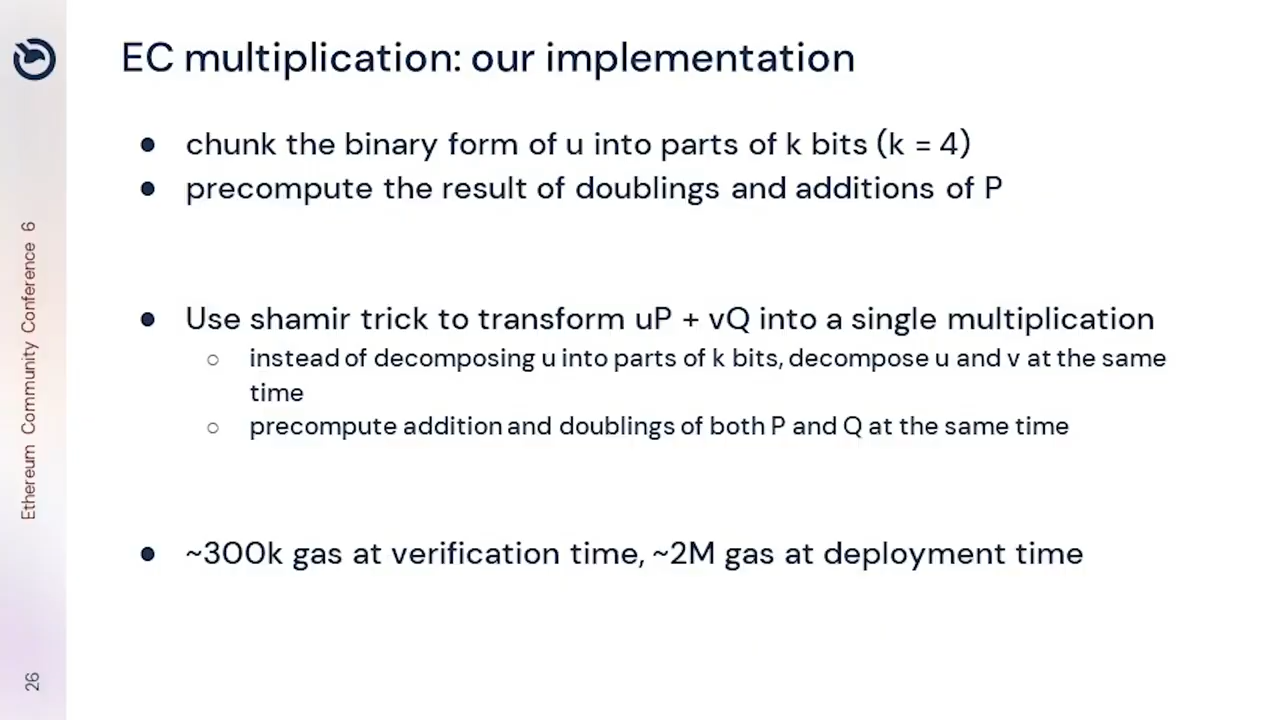 EC multiplication: our implementation
● chunk the binary form of u into parts of k bits (k = 4)
● precompute the result of doublings and additions of P
● Use shamir trick to transform uP + vQ into a single multiplication
○ instead of decomposing u into parts of k bits, decompose u and v at the same
time
○ precompute addition and doublings of both P and Q at the same time
● ~300k gas at verification time, ~2M gas at deployment time
Ethereum Community Conference 6
26